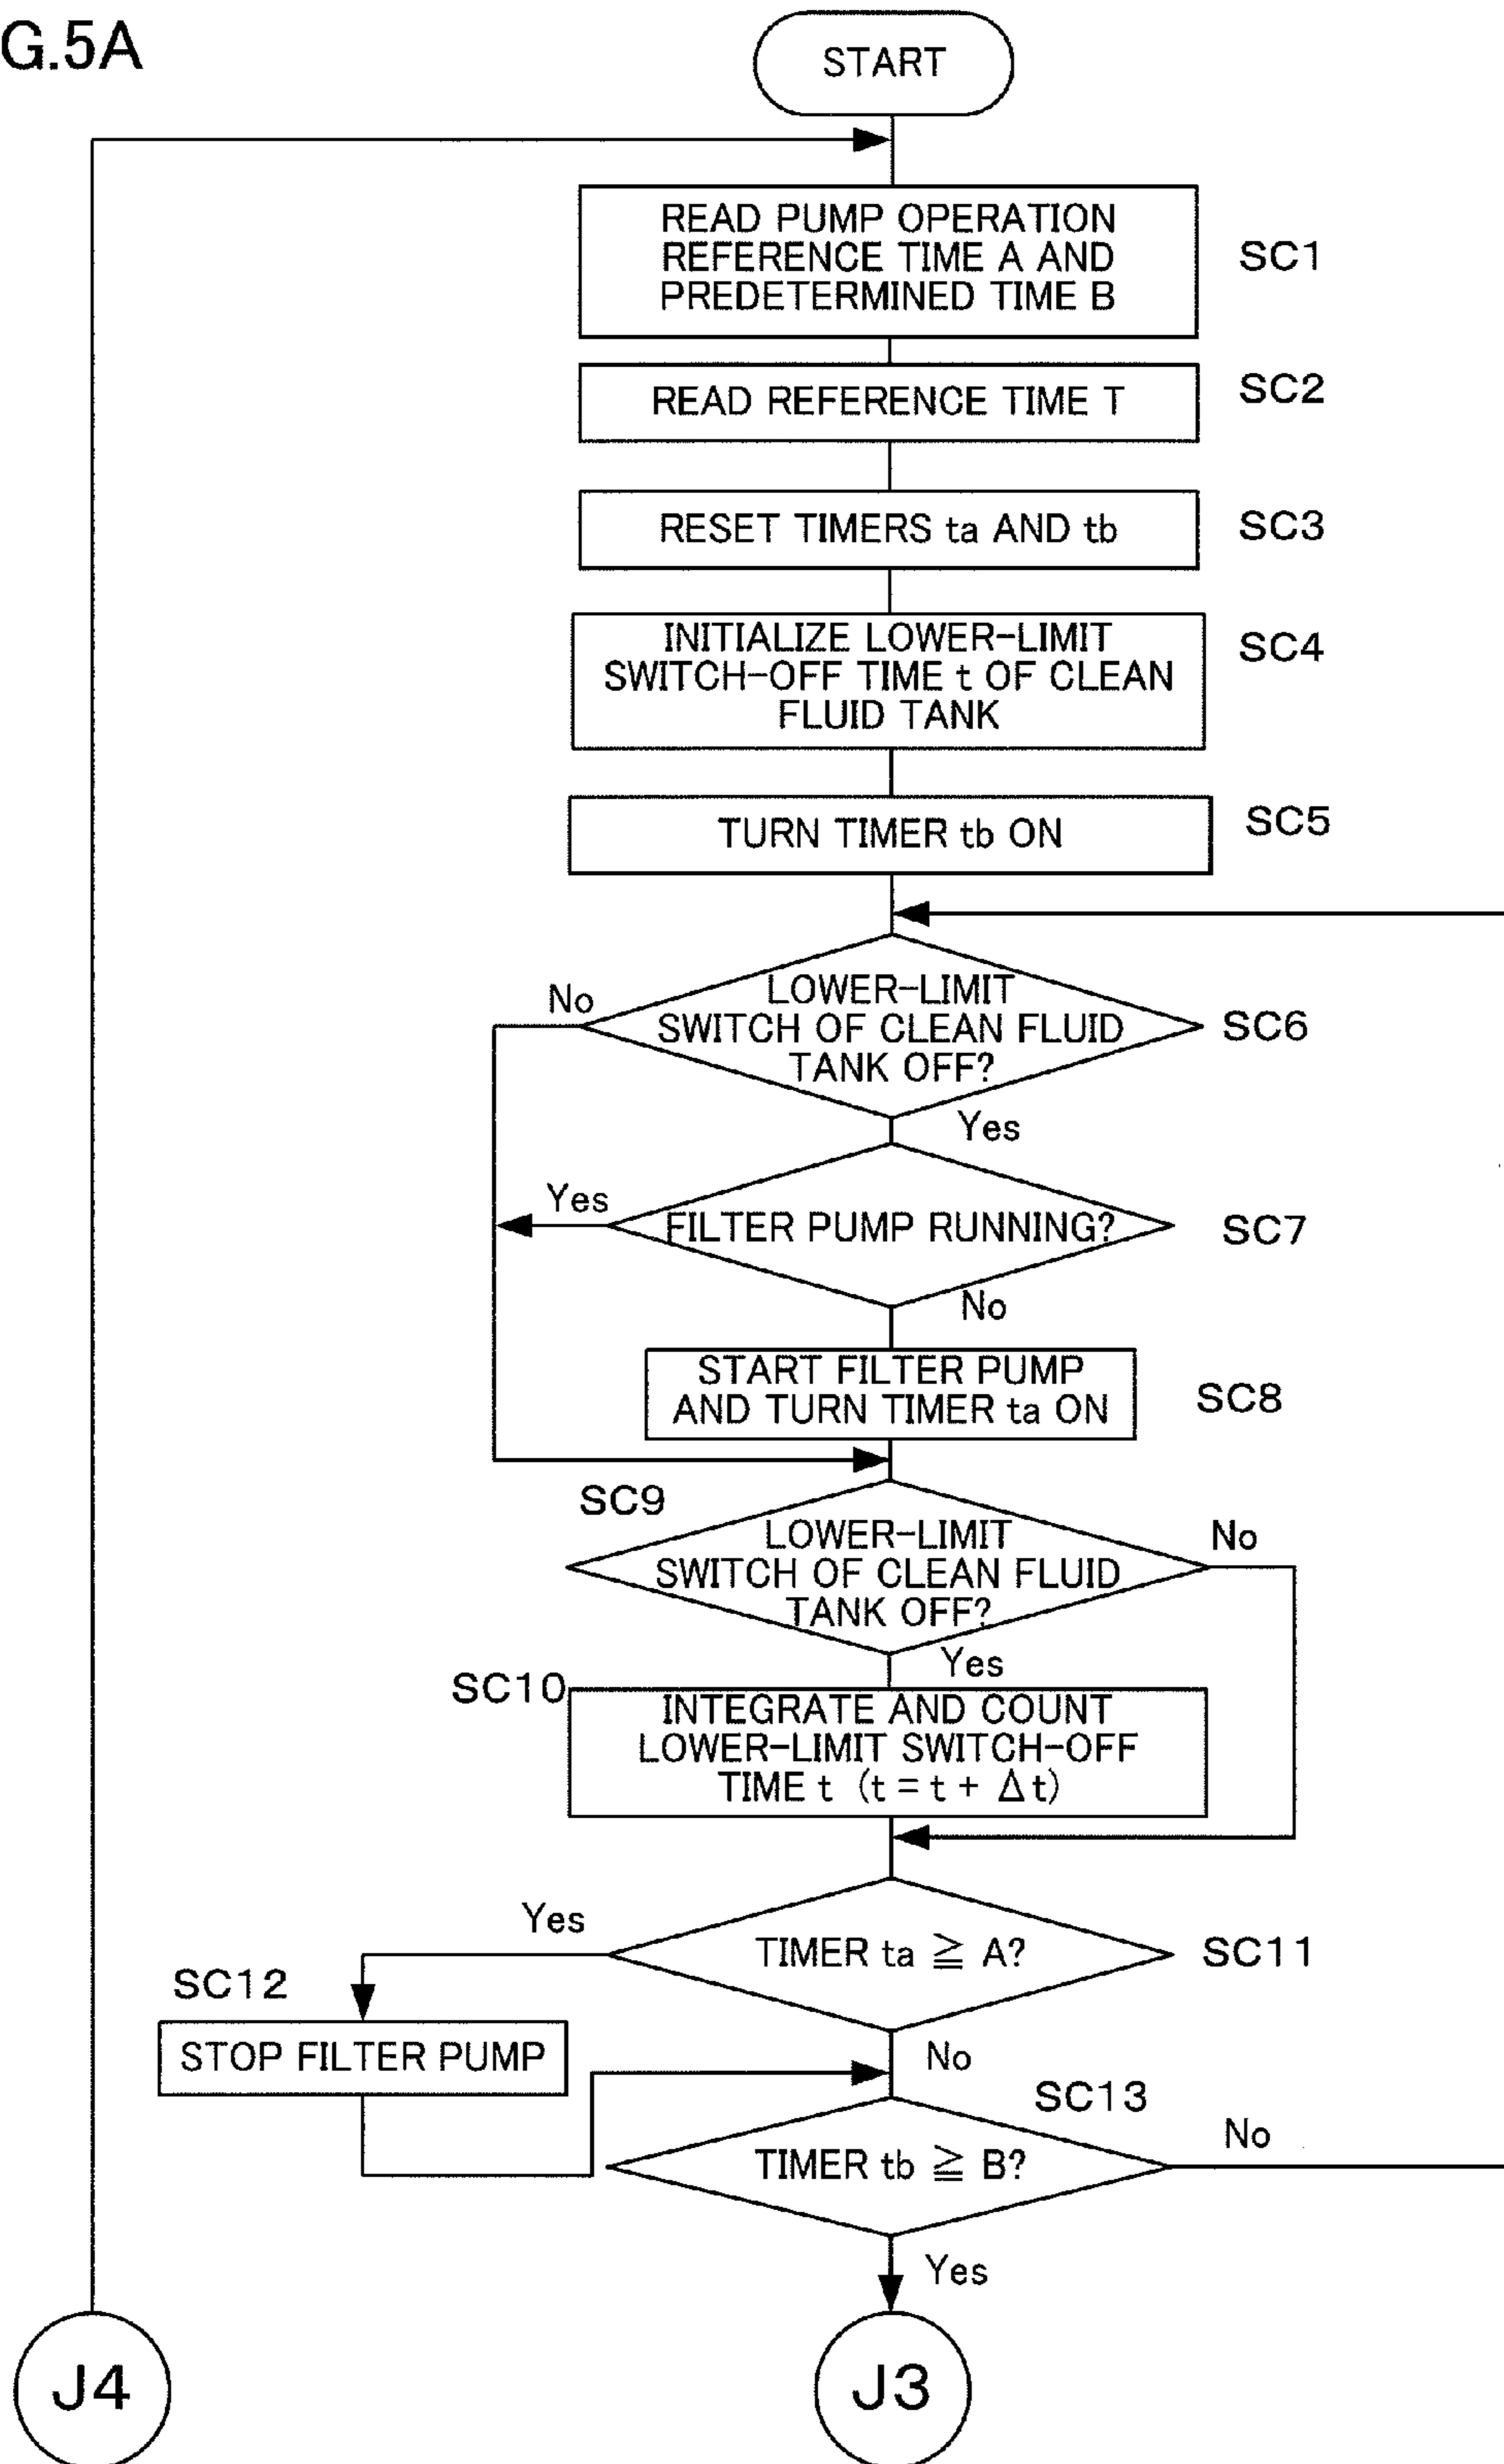 G.5A
START
READ PUMP OPERATION
REFERENCE TIME A AND
PREDETERMINED TIME B
SC1
READ REFERENCE TIME T
SC2
RESET TIMERS ta AND tb
SC3
INITIALIZE LOWER-LIMIT
SWITCH-OFF TIME t OF CLEAN
FLUID TANK
SC4
TURN TIMER tb ON
SC5
No
LOWER-LIMIT
SWITCH OF CLEAN FLUID
TANK OFF?
SC6
Yes
Yes
FILTER PUMP RUNNING?
SC7
No
START FILTER PUMP
AND TURN TIMER ta ON
SC8
SC9
LOWER-LIMIT
SWITCH OF CLEAN FLUID
TANK OFF?
No
Yes
SC10
INTEGRATE AND COUNT
LOWER-LIMIT SWITCH-OFF
TIME t (t = t + Δt)
Yes
TIMER ta ≧ A?
SC11
SC12
STOP FILTER PUMP
No
SC13
TIMER tb ≧ B?
No
Yes
J4
J3